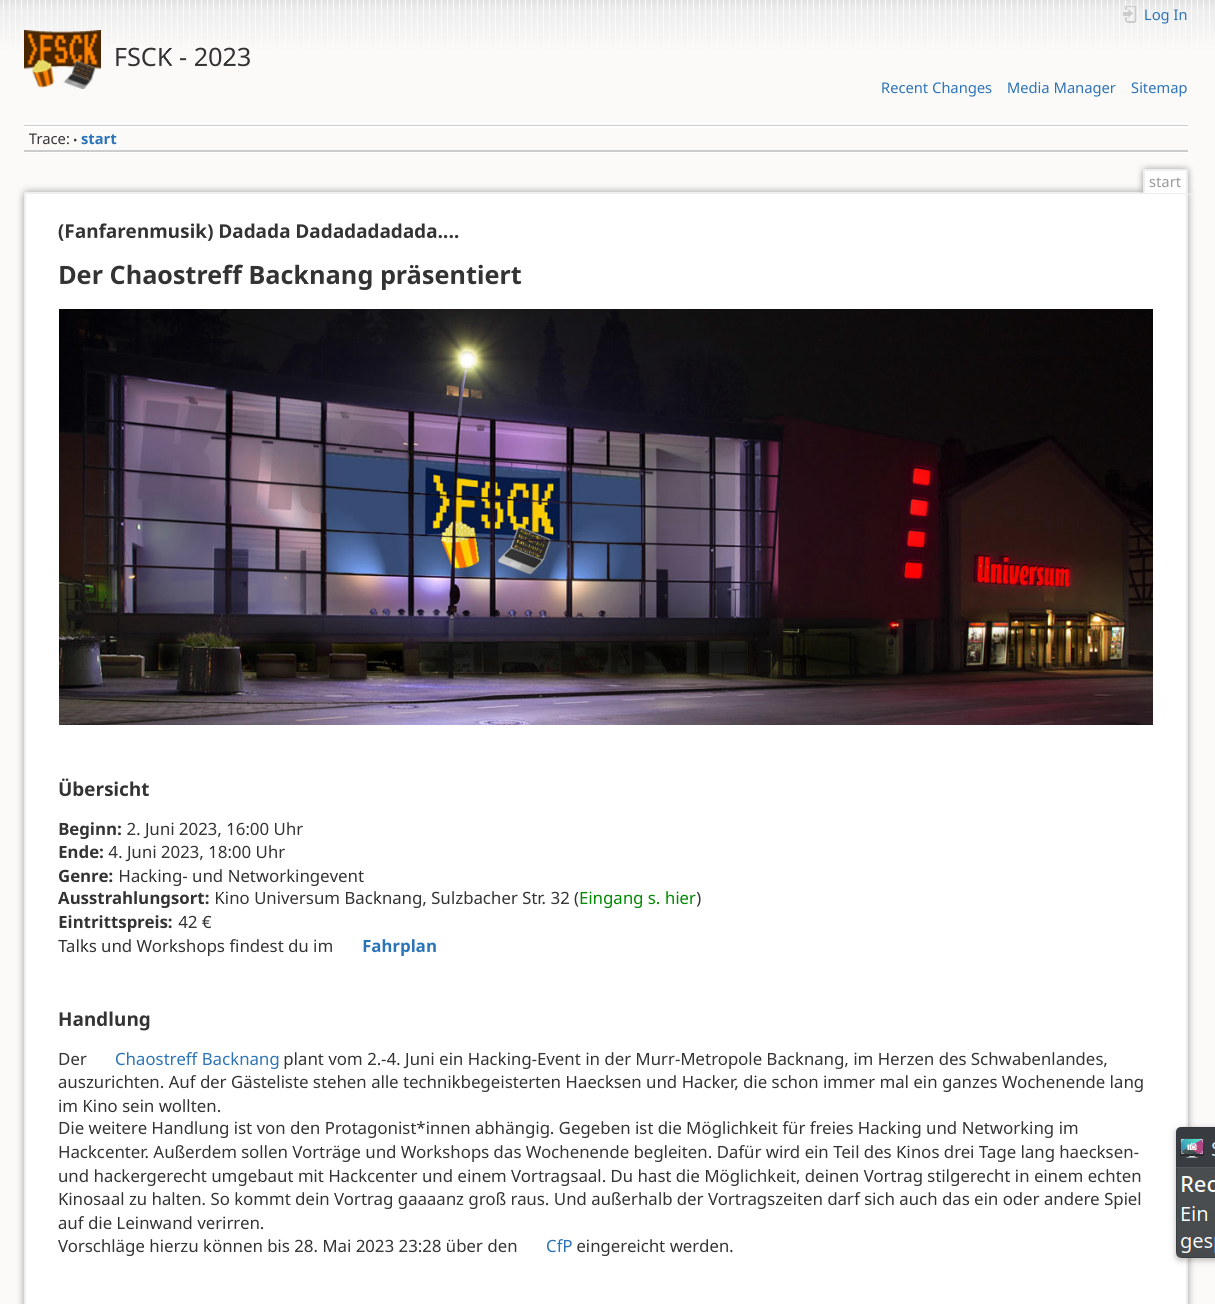 Log In
>FSCK
FSCK - 2023
Recent Changes Media Manager Sitemap
Trace: • start
start
(Fanfarenmusik) Dadada Dadadadadada....
Der Chaostreff Backnang präsentiert
>FSCK
Universum
Übersicht
Beginn: 2. Juni 2023, 16:00 Uhr
Ende: 4. Juni 2023, 18:00 Uhr
Genre: Hacking- und Networkingevent
Ausstrahlungsort: Kino Universum Backnang, Sulzbacher Str. 32 (Eingang s. hier)
Eintrittspreis: 42 €
Talks und Workshops findest du im Fahrplan
Handlung
Der Chaostreff Backnang plant vom 2.-4. Juni ein Hacking-Event in der Murr-Metropole Backnang, im Herzen des Schwabenlandes,
auszurichten. Auf der Gästeliste stehen alle technikbegeisterten Haecksen und Hacker, die schon immer mal ein ganzes Wochenende lang
im Kino sein wollten.
Die weitere Handlung ist von den Protagonist*innen abhängig. Gegeben ist die Möglichkeit für freies Hacking und Networking im
Hackcenter. Außerdem sollen Vorträge und Workshops das Wochenende begleiten. Dafür wird ein Teil des Kinos drei Tage lang haecksen-
und hackergerecht umgebaut mit Hackcenter und einem Vortragsaal. Du hast die Möglichkeit, deinen Vortrag stilgerecht in einem echten
Kinosaal zu halten. So kommt dein Vortrag gaaaanz groß raus. Und außerhalb der Vortragszeiten darf sich auch das ein oder andere Spiel
auf die Leinwand verirren.
Vorschläge hierzu können bis 28. Mai 2023 23:28 über den CfP eingereicht werden.
Rec
Ein
ges